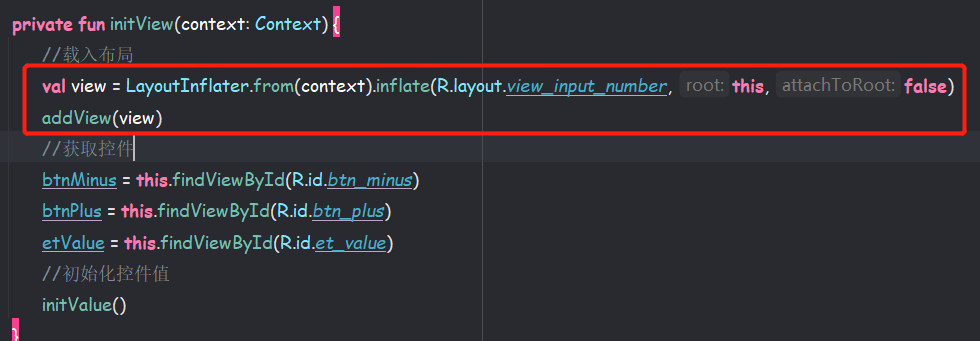 private fun initView(context: Context) {
//载入布局
val view = LayoutInflater.from(context).inflate(R.layout.view_input_number, root: this, attachToRoot: false)
addView(view)
//获取控件
btnMinus = this.findViewById(R.id.btn_minus)
btnPlus = this.findViewById(R.id.btn_plus)
etValue = this.findViewById(R.id.et_value)
//初始化控件值
initValue()
}